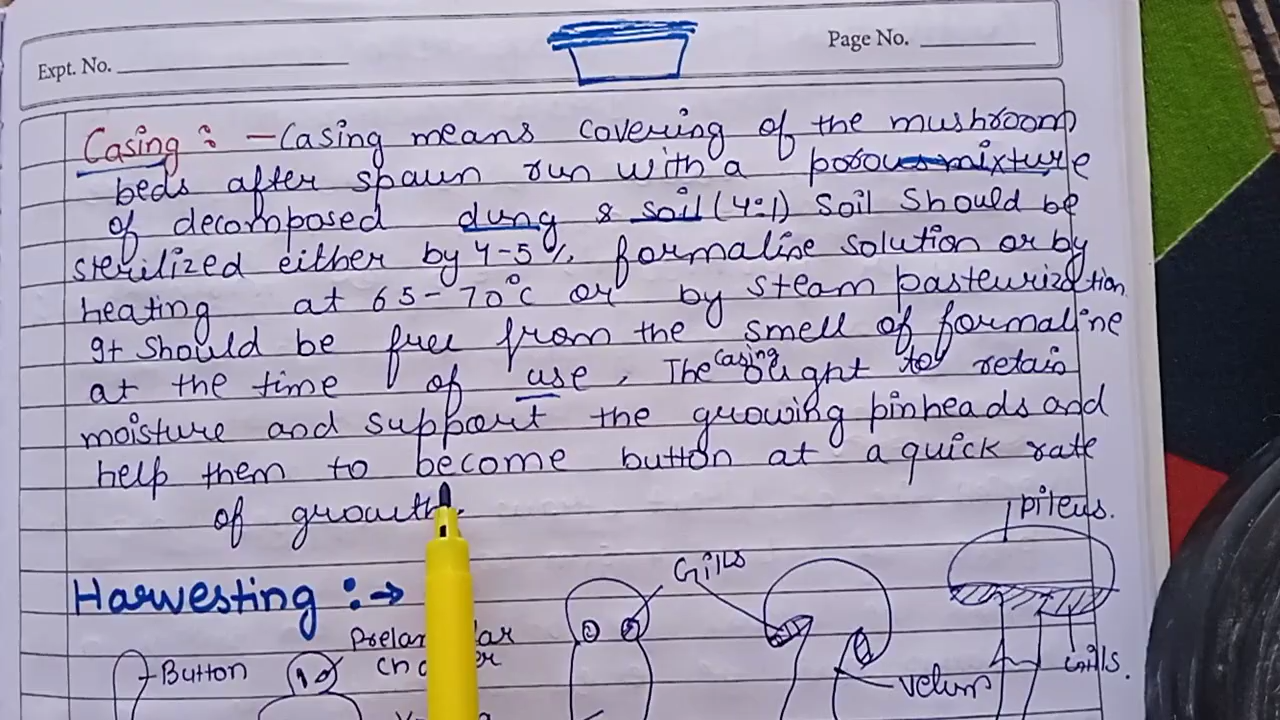 Expt. No.
Page No.
Casing :- Casing means covering of the mushroom
beds after spawn run with a porous mixture
of decomposed dung & soil (4:1) soil should be
sterilized either by 4-5% formaline solution or by
heating at 65-70°C or by steam pasteurization
It should be free from the smell of formaline
at the time of use, The casing ought to retain
moisture and support the growing pinheads and
help them to become button at a quick rate
of growth.
Pileus.
Harvesting :→
Gills
Button
Velum
Gills.